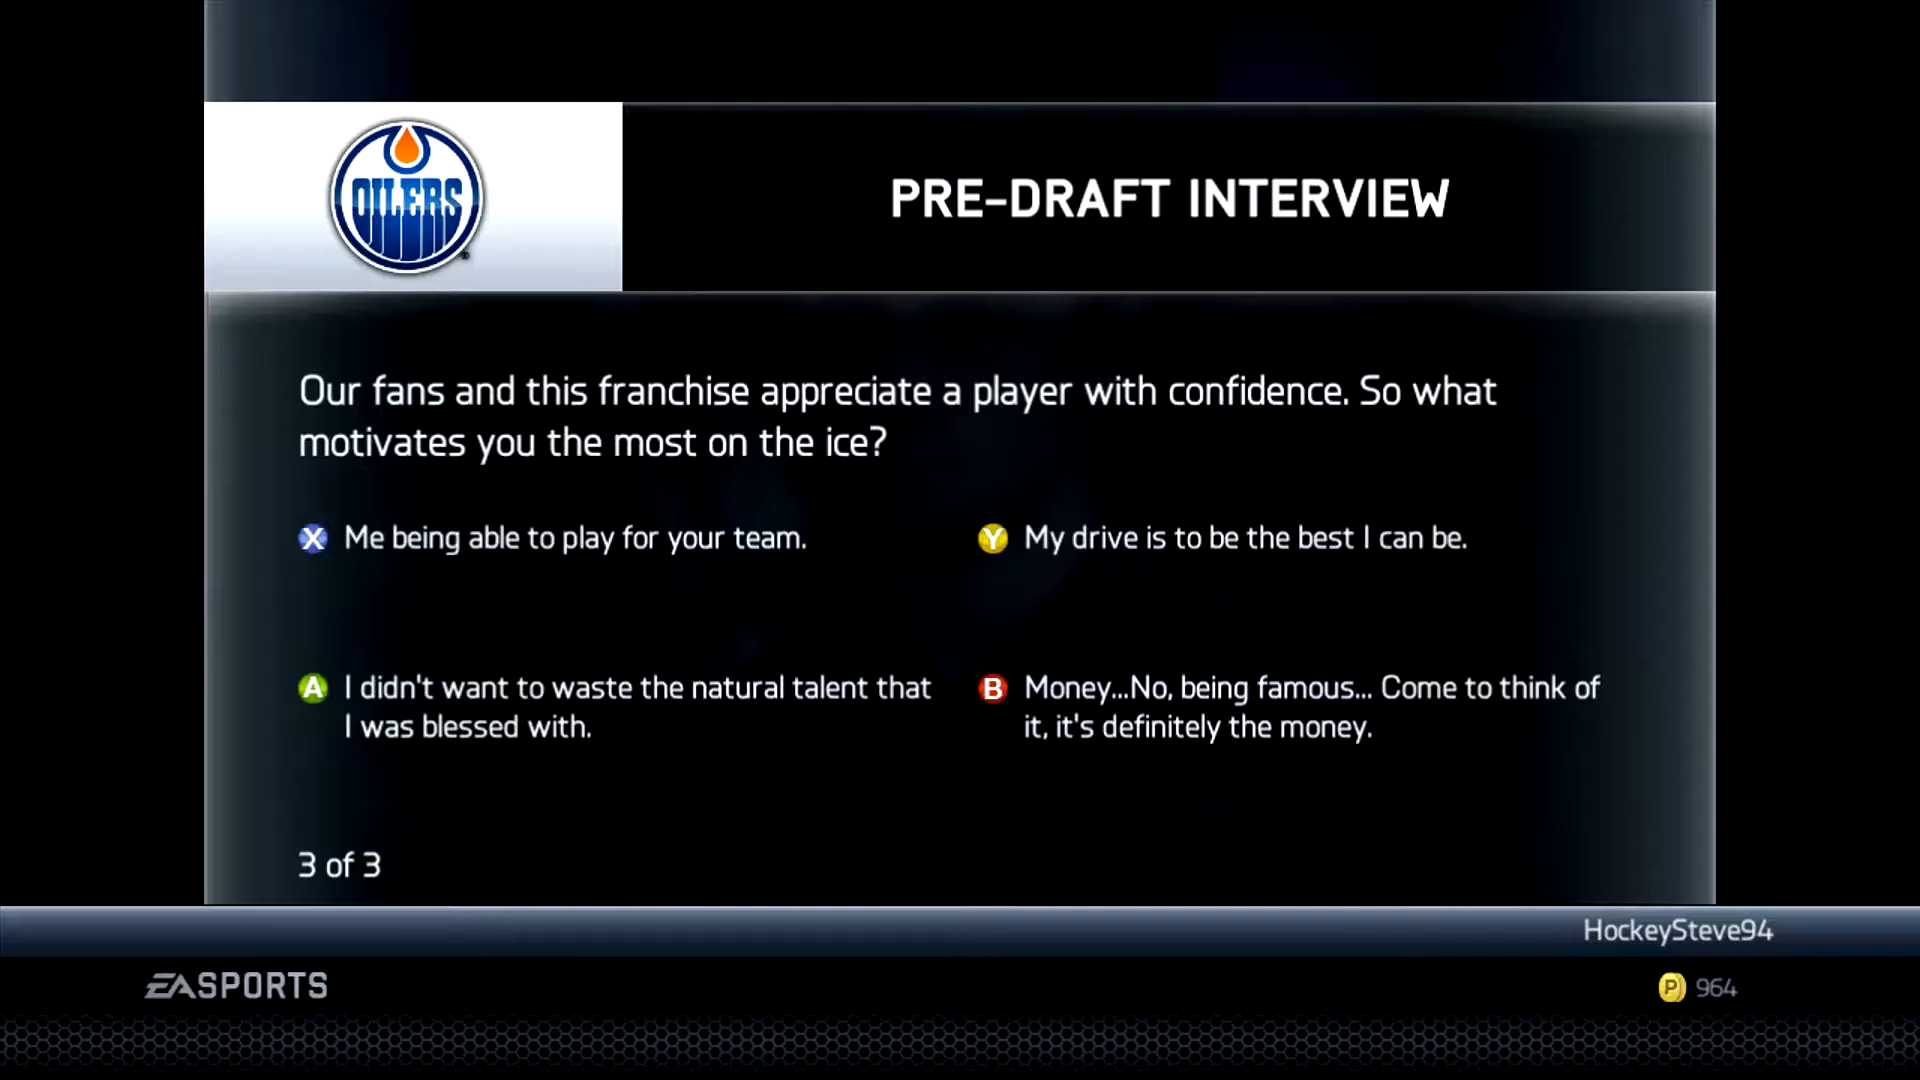 OILERS
PRE-DRAFT INTERVIEW
Our fans and this franchise appreciate a player with confidence. So what
motivates you the most on the ice?
X Me being able to play for your team.
Y My drive is to be the best I can be.
A I didn't want to waste the natural talent that
I was blessed with.
B Money...No, being famous... Come to think of
it, it's definitely the money.
3 of 3
HockeySteve94
EA SPORTS
P 964